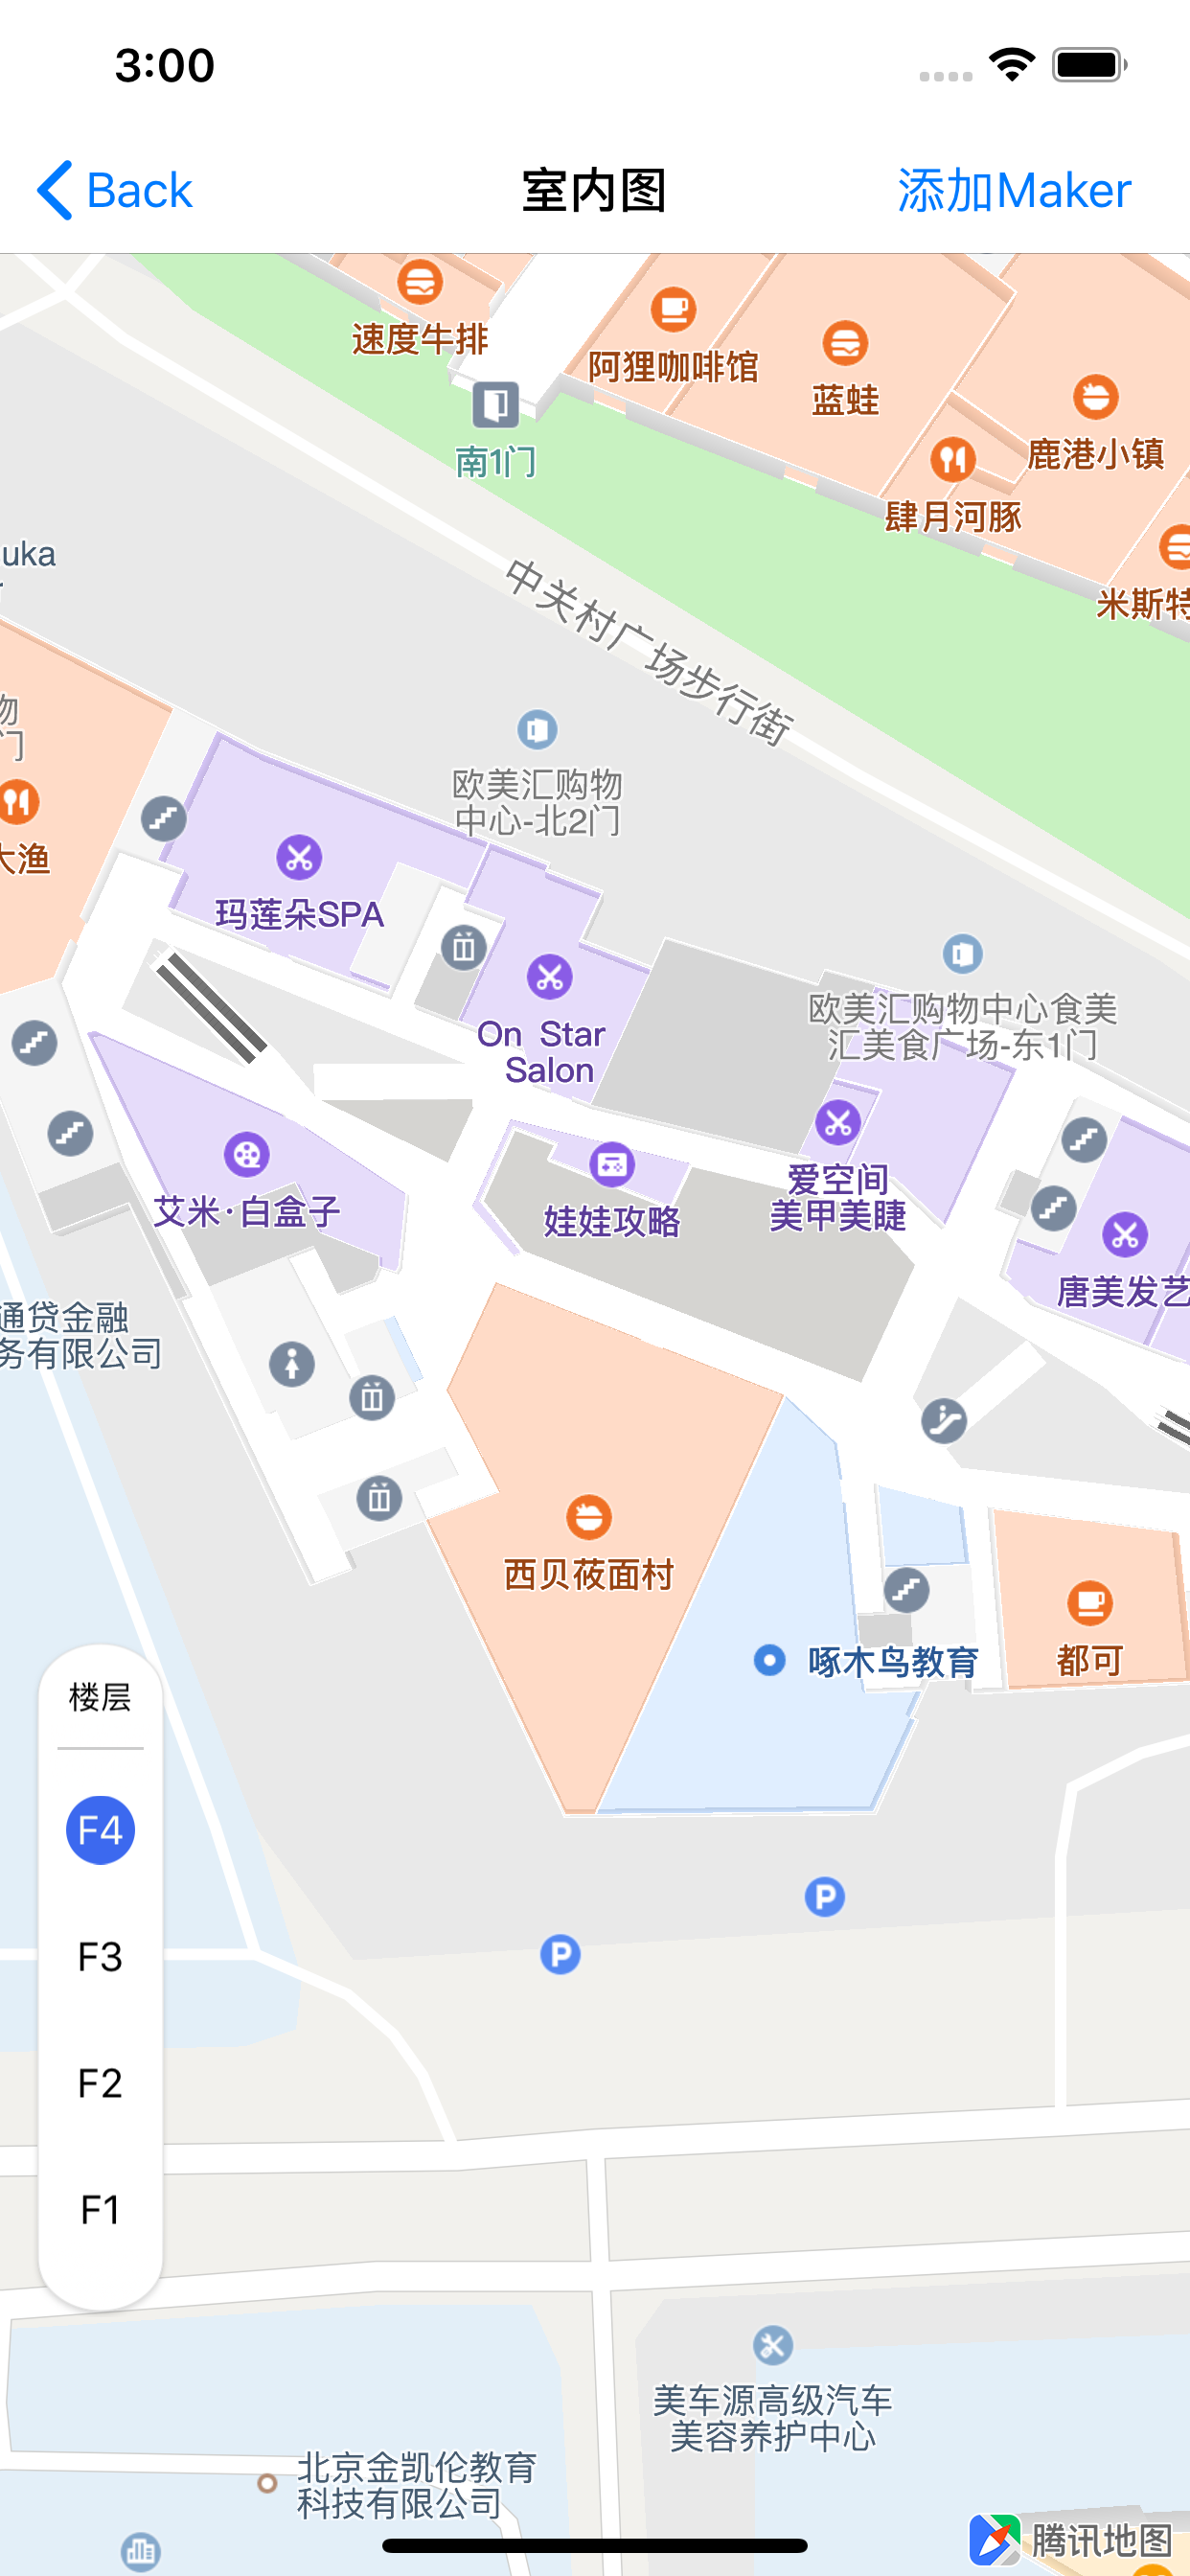 3:00
Back
室内图
添加Maker
速度牛排
阿狸咖啡馆
蓝蛙
鹿港小镇
南1门
肆月河豚
uka
米斯特
中关村广场步行街
物
门
欧美汇购物
中心-北2门
大渔
玛莲朵SPA
On Star
Salon
欧美汇购物中心食美
汇美食广场-东1门
爱空间
美甲美睫
艾米·白盒子
娃娃攻略
唐美发艺
通贷金融
务有限公司
西贝莜面村
啄木鸟教育
都可
楼层
F4
F3
F2
F1
P
P
美车源高级汽车
美容养护中心
北京金凯伦教育
科技有限公司
腾讯地图